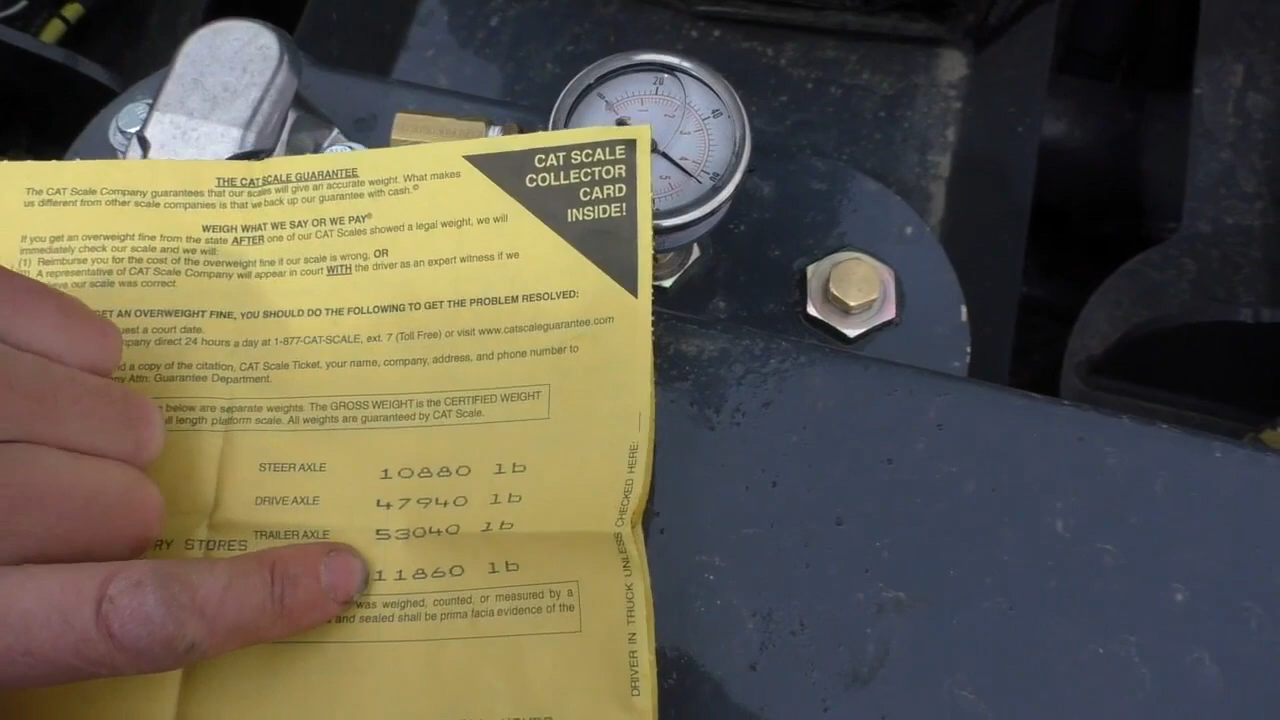 20
40
60
CAT SCALE
COLLECTOR
CARD
INSIDE!
THE CAT SCALE GUARANTEE
The CAT Scale Company guarantees that our scales will give an accurate weight. What makes
us different from other scale companies is that we back up our guarantee with cash.©
WEIGH WHAT WE SAY OR WE PAY®
If you get an overweight fine from the state AFTER one of our CAT Scales showed a legal weight, we will
immediately check our scale and we will:
(1) Reimburse you for the cost of the overweight fine if our scale is wrong, OR
A representative of CAT Scale Company will appear in court WITH the driver as an expert witness if we
our scale was correct.
GET AN OVERWEIGHT FINE, YOU SHOULD DO THE FOLLOWING TO GET THE PROBLEM RESOLVED:
a court date.
direct 24 hours a day at 1-877-CAT-SCALE, ext. 7 (Toll Free) or visit www.catscaleguarantee.com
a copy of the citation, CAT Scale Ticket, your name, company, address, and phone number to
Attn: Guarantee Department.
below are separate weights. The GROSS WEIGHT is the CERTIFIED WEIGHT
length platform scale. All weights are guaranteed by CAT Scale.
STEER AXLE 10880 lb
DRIVE AXLE 47940 lb
TRAILER AXLE 53040 lb
RY STORES
11860 lb
was weighed, counted, or measured by a
and sealed shall be prima facia evidence of the
DRIVER IN TRUCK UNLESS CHECKED HERE: